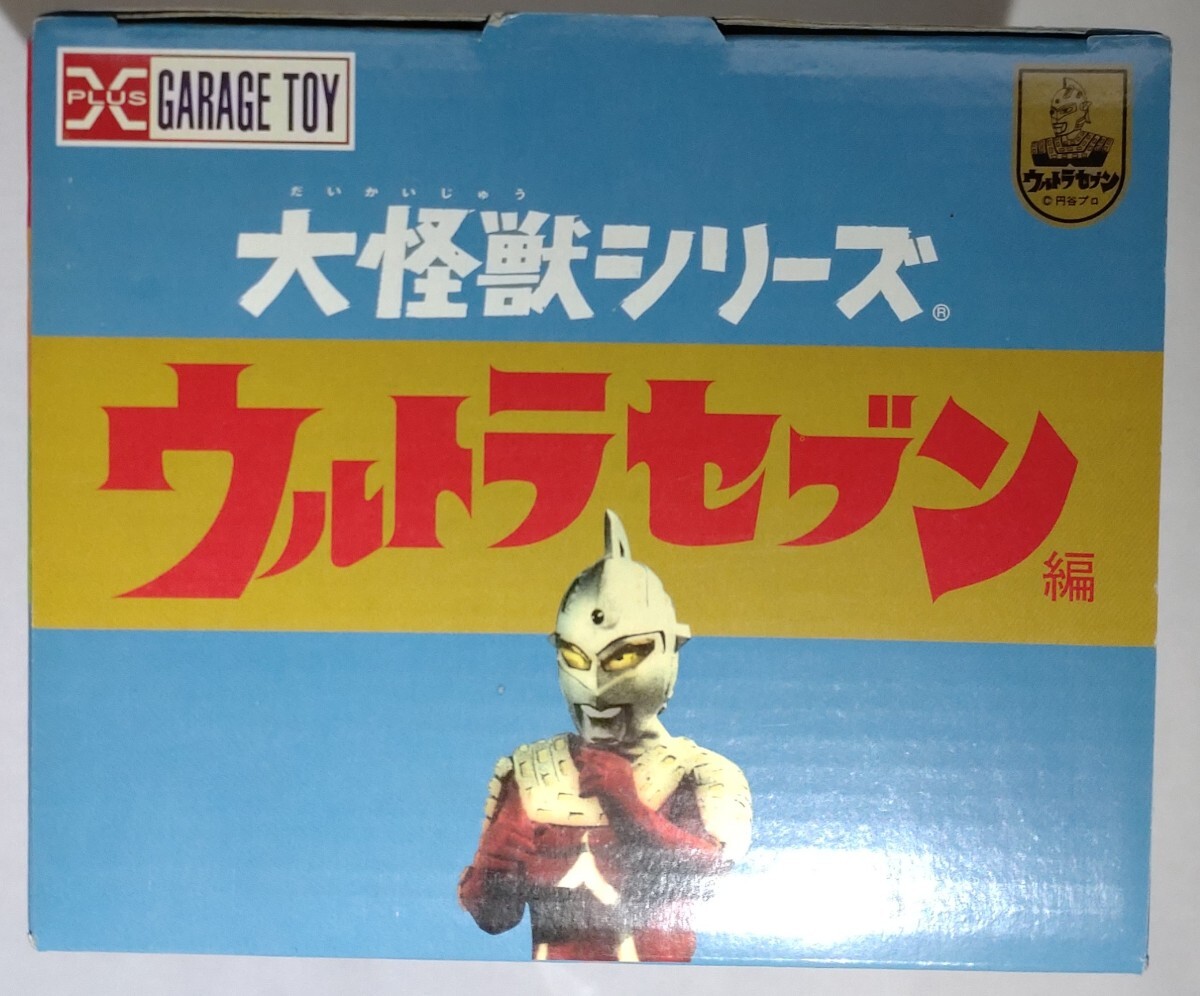 X PLUS GARAGE TOY
ウルトラセブン
© 円谷プロ
だいかいじゅう
大怪獣シリーズ®
ウルトラセブン編